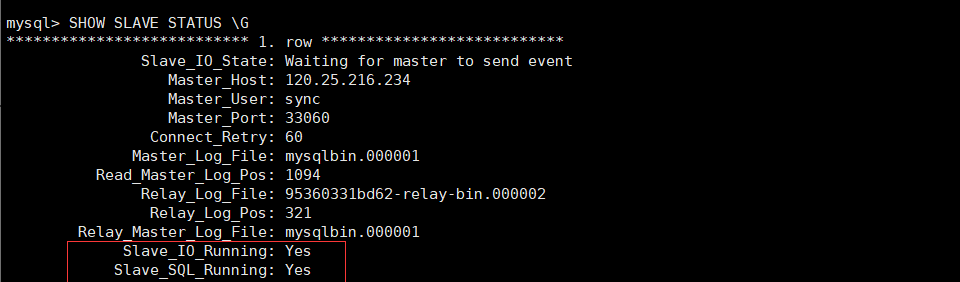 mysql> SHOW SLAVE STATUS \G
*************************** 1. row ***************************
Slave_IO_State: Waiting for master to send event
Master_Host: 120.25.216.234
Master_User: sync
Master_Port: 33060
Connect_Retry: 60
Master_Log_File: mysqlbin.000001
Read_Master_Log_Pos: 1094
Relay_Log_File: 95360331bd62-relay-bin.000002
Relay_Log_Pos: 321
Relay_Master_Log_File: mysqlbin.000001
Slave_IO_Running: Yes
Slave_SQL_Running: Yes